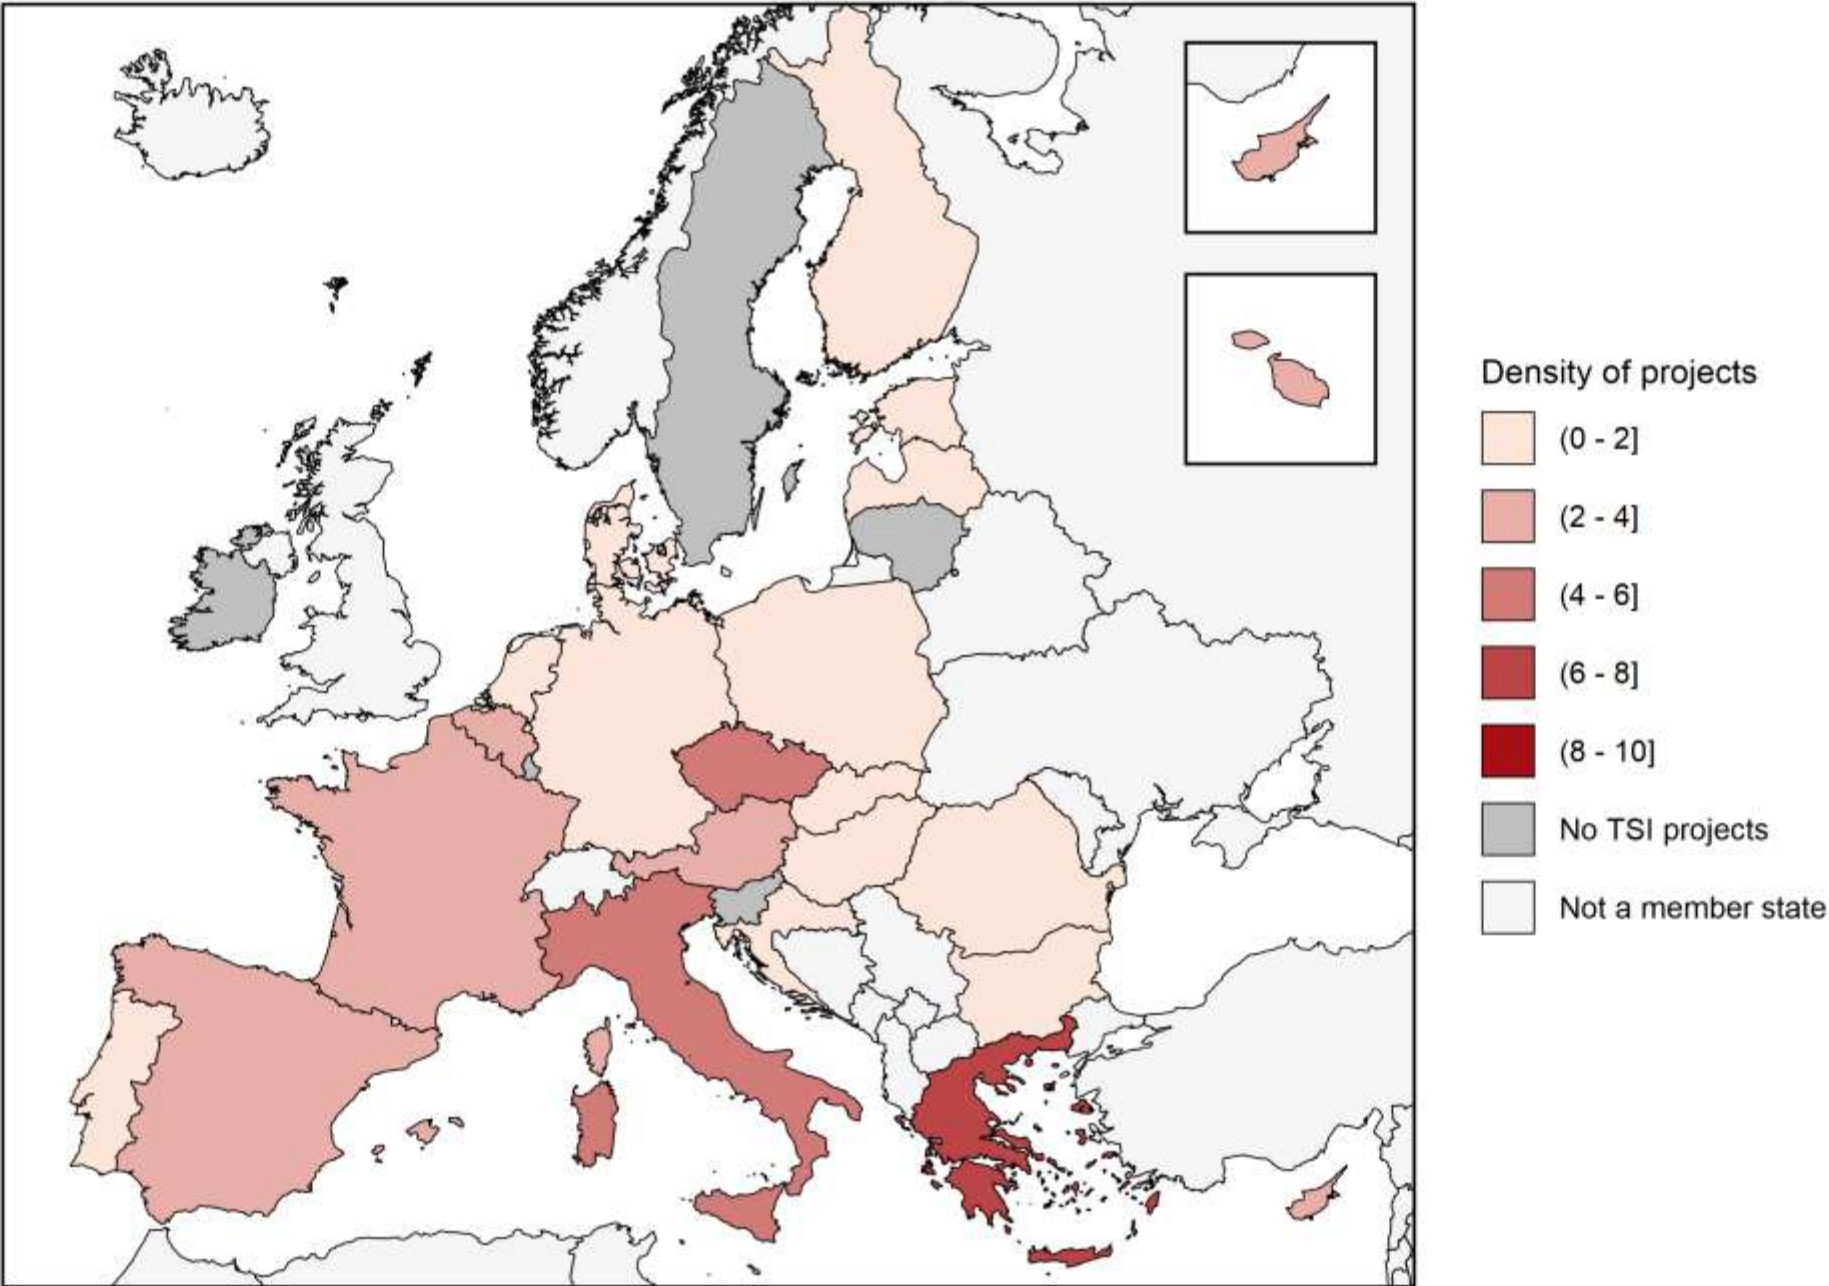 Density of projects
(0 - 2]
(2 - 4]
(4 - 6]
(6 - 8]
(8 - 10]
No TSI projects
Not a member state